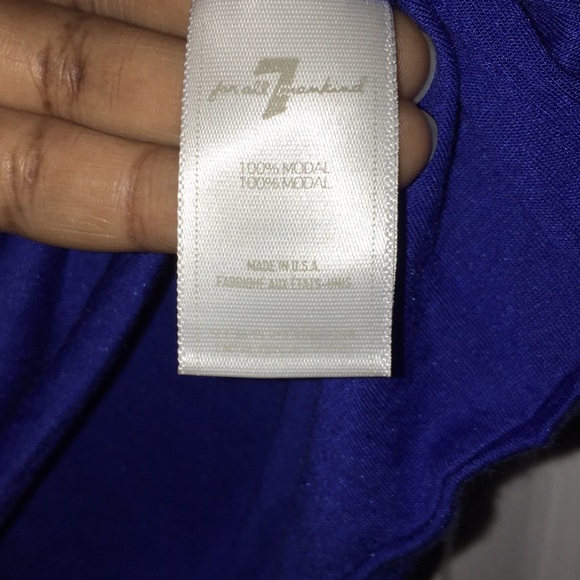 for all 7 mankind
100% MODAL
100% MODAL
MADE IN U.S.A.
FABRIQUE AUX ETATS-UNIS